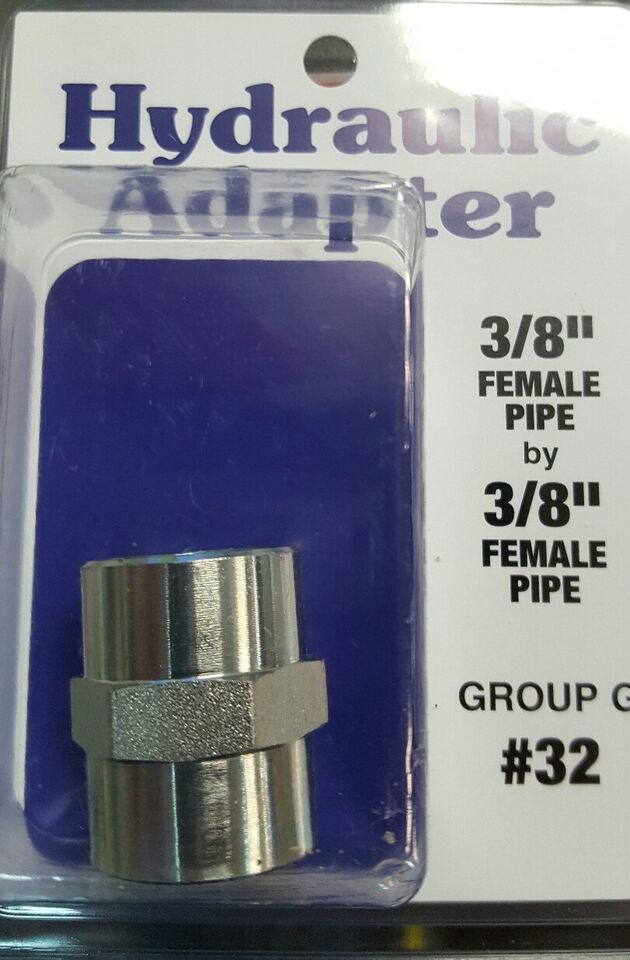 Hydraulic
Adapter
3/8"
FEMALE
PIPE
by
3/8"
FEMALE
PIPE
GROUP G
#32